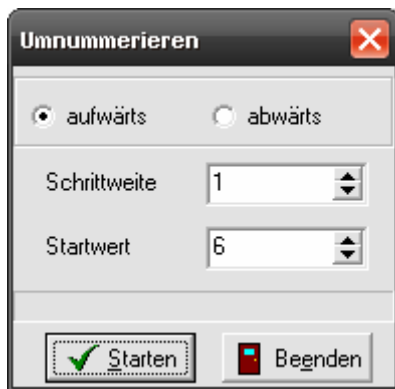 Umnummerieren
aufwärts abwärts
Schrittweite 1
Startwert 6
Starten Beenden